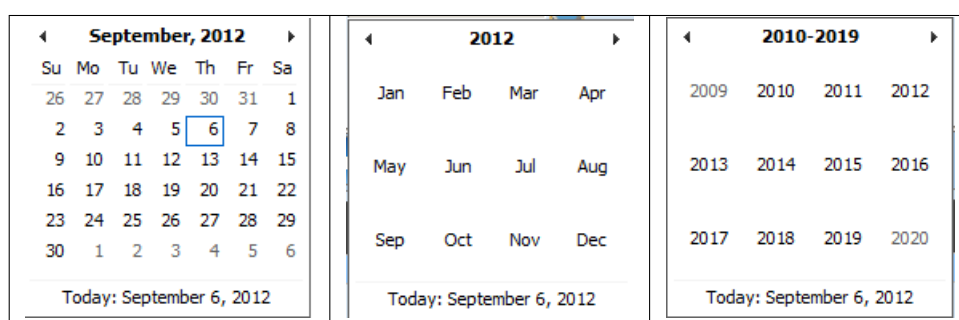 September, 2012
Su Mo Tu We Th Fr Sa
26 27 28 29 30 31 1
2 3 4 5 6 7 8
9 10 11 12 13 14 15
16 17 18 19 20 21 22
23 24 25 26 27 28 29
30 1 2 3 4 5 6
Today: September 6, 2012
2012
Jan Feb Mar Apr
May Jun Jul Aug
Sep Oct Nov Dec
Today: September 6, 2012
2010-2019
2009 2010 2011 2012
2013 2014 2015 2016
2017 2018 2019 2020
Today: September 6, 2012